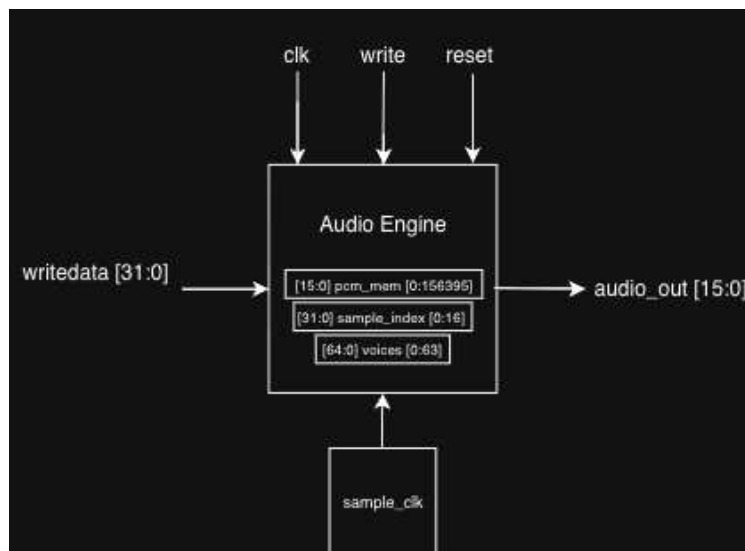 clk write reset
Audio Engine
writedata [31:0]
[15:0] pcm_mem [0:156395]
audio_out [15:0]
[31:0] sample_index [0:16]
[64:0] voices [0:63]
sample_clk